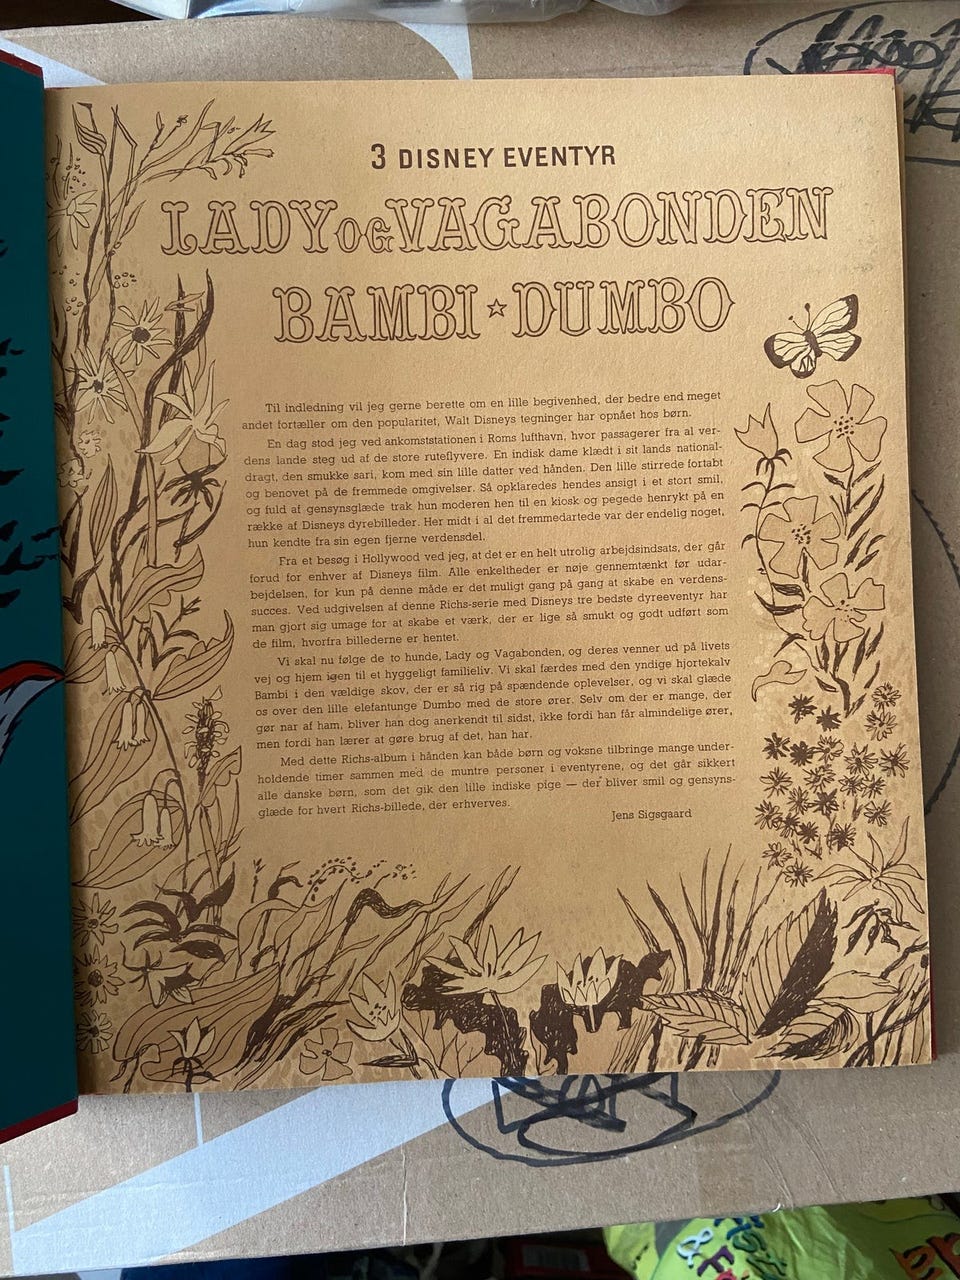 3 DISNEY EVENTYR
LADY OG VAGABONDEN
BAMBI ☆ DUMBO
Til indledning vil jeg gerne berette om en lille begivenhed, der bedre end meget
andet fortæller om den popularitet, Walt Disneys tegninger har opnået hos børn.
En dag stod jeg ved ankomststationen i Roms lufthavn, hvor passagerer fra al ver-
dens lande steg ud af de store ruteflyvere. En indisk dame klædt i sit lands national-
dragt, den smukke sari, kom med sin lille datter ved hånden. Den lille stirrede fortabt
og benovet på de fremmede omgivelser. Så opklaredes hendes ansigt i et stort smil,
og fuld af gensynsglæde trak hun moderen hen til en kiosk og pegede henrykt på en
række af Disneys dyrebilleder. Her midt i al det fremmedartede var der endelig noget,
hun kendte fra sin egen fjerne verdensdel.
Fra et besøg i Hollywood ved jeg, at det er en helt utrolig arbejdsindsats, der går
forud for enhver af Disneys film. Alle enkeltheder er nøje gennemtænkt før udar-
bejdelsen, for kun på denne måde er det muligt gang på gang at skabe en verdens-
succes. Ved udgivelsen af denne Richs-serie med Disneys tre bedste dyreeventyr har
man gjort sig umage for at skabe et værk, der er lige så smukt og godt udført som
de film, hvorfra billederne er hentet.
Vi skal nu følge de to hunde, Lady og Vagabonden, og deres venner ud på livets
vej og hjem igen til et hyggeligt familieliv. Vi skal færdes med den yndige hjortekalv
Bambi i den vældige skov, der er så rig på spændende oplevelser, og vi skal glæde
os over den lille elefantunge Dumbo med de store ører. Selv om der er mange, der
gør nar af ham, bliver han dog anerkendt til sidst, ikke fordi han får almindelige ører,
men fordi han lærer at gøre brug af det, han har.
Med dette Richs-album i hånden kan både børn og voksne tilbringe mange under-
holdende timer sammen med de muntre personer i eventyrene, og det går sikkert
alle danske børn, som det gik den lille indiske pige — der bliver smil og gensyns-
glæde for hvert Richs-billede, der erhverves.
Jens Sigsgaard